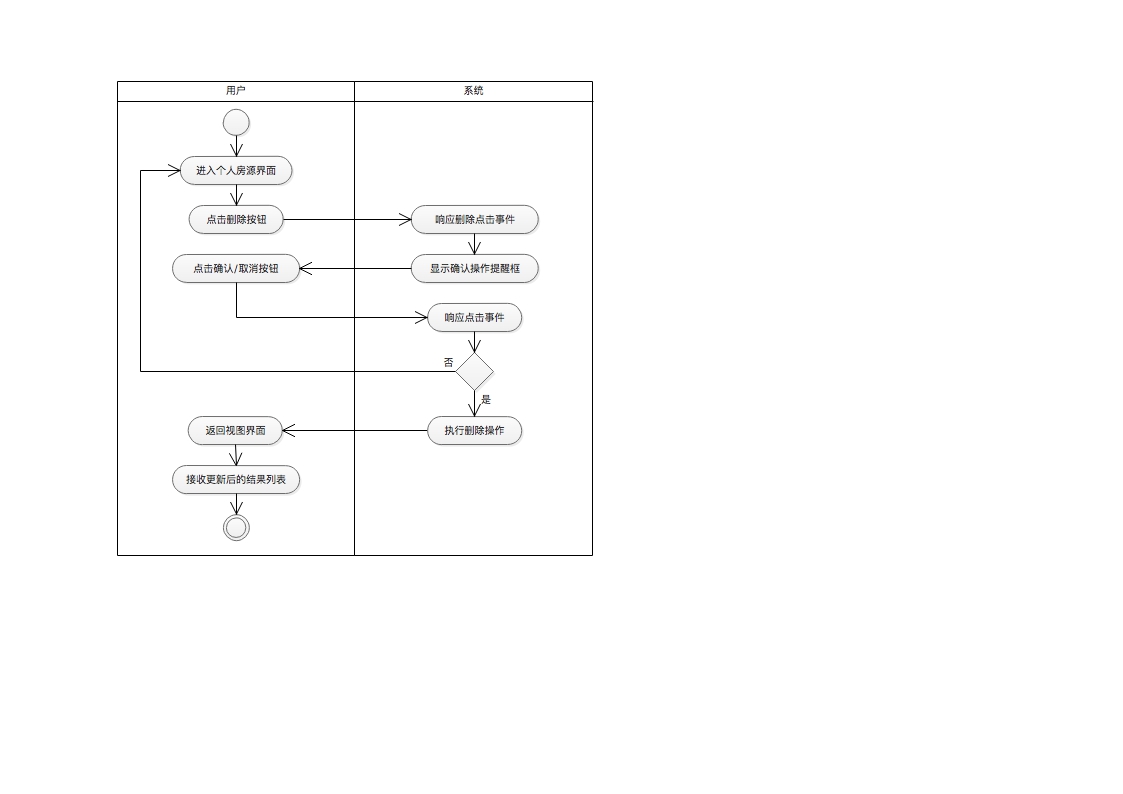 用户
系统
进入个人房源界面
点击删除按钮
响应删除点击事件
点击确认/取消按钮
显示确认操作提醒框
响应点击事件
否
是
返回视图界面
执行删除操作
接收更新后的结果列表